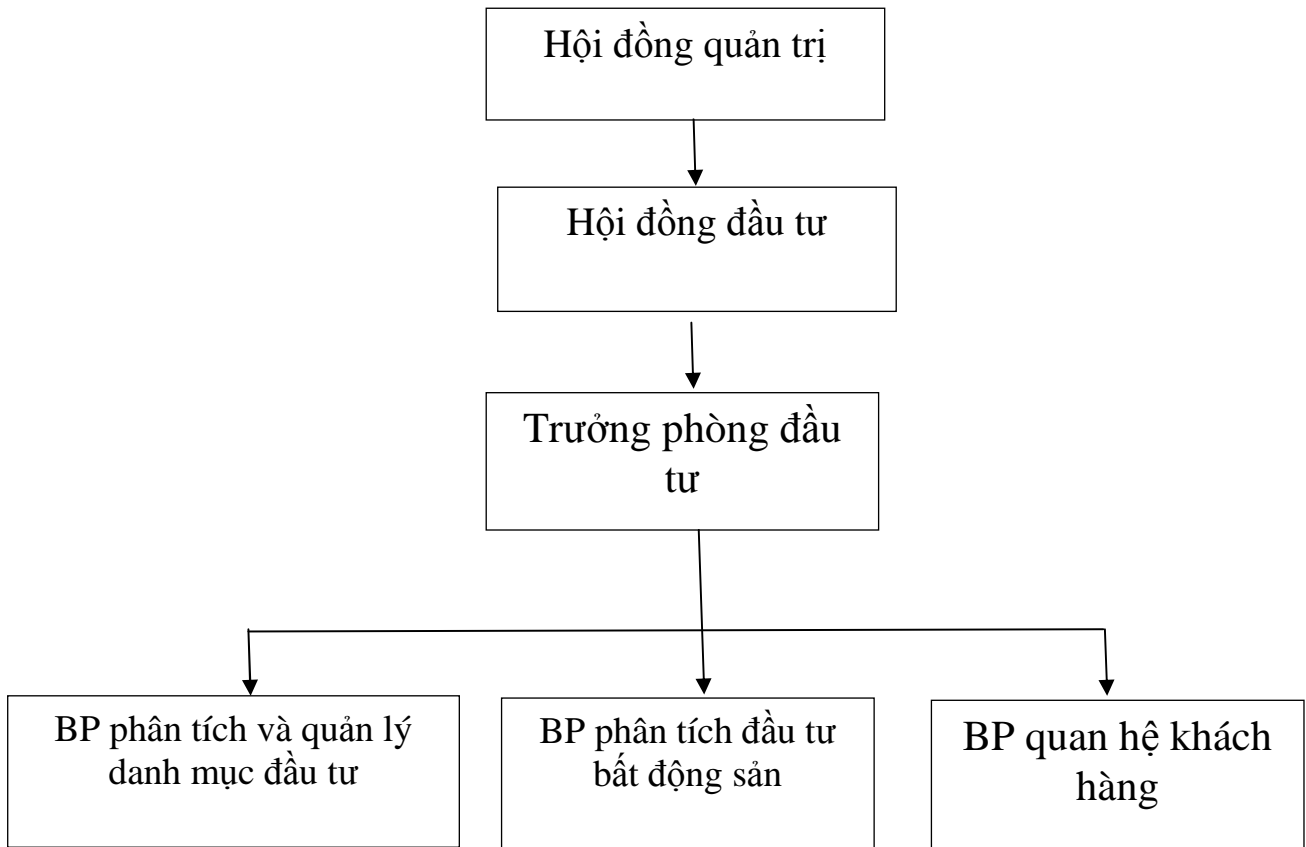 Hội đồng quản trị
Hội đồng đầu tư
Trưởng phòng đầu
tư
BP phân tích và quản lý
danh mục đầu tư
BP phân tích đầu tư
bất động sản
BP quan hệ khách
hàng